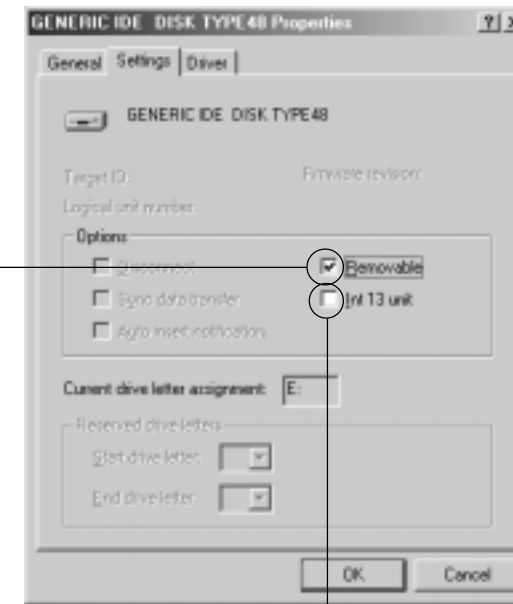 GENERIC IDE DISK TYPE48 Properties
General Settings Driver
GENERIC IDE DISK TYPE48
Target ID: Firmware revision:
Logical unit number:
Options
Disconnect Removable
Sync data transfer Int 13 unit
Auto insert notification
Current drive letter assignment: E:
Reserved drive letters
Start drive letter:
End drive letter:
OK Cancel